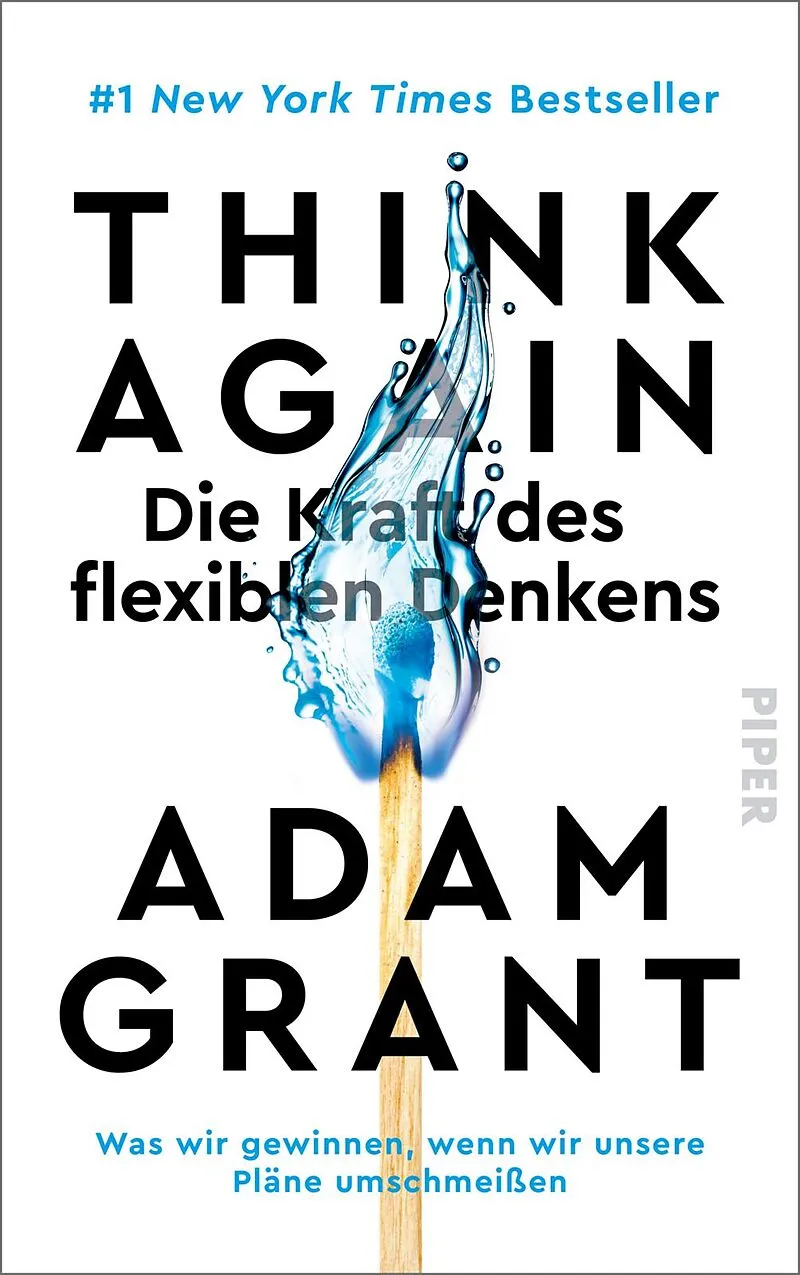 #1 New York Times Bestseller
THINK
AGAIN
Die Kraft des
flexiblen Denkens
PIPER
ADAM
GRANT
Was wir gewinnen, wenn wir unsere
Pläne umschmeißen